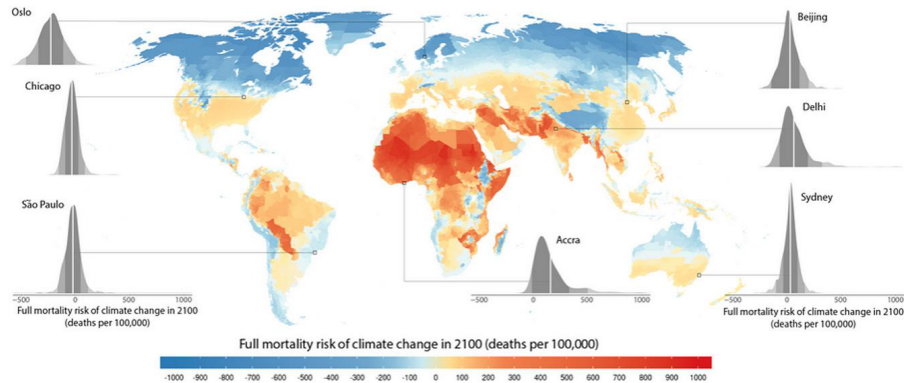 Oslo
Beijing
Chicago
Delhi
São Paulo
Sydney
Accra
−500 0 500 1000
Full mortality risk of climate change in 2100
(deaths per 100,000)
−500 0 500 1000
−500 0 500 1000
Full mortality risk of climate change in 2100
(deaths per 100,000)
Full mortality risk of climate change in 2100 (deaths per 100,000)
-1000 -900 -800 -700 -600 -500 -400 -300 -200 -100 0 100 200 300 400 500 600 700 800 900 1000